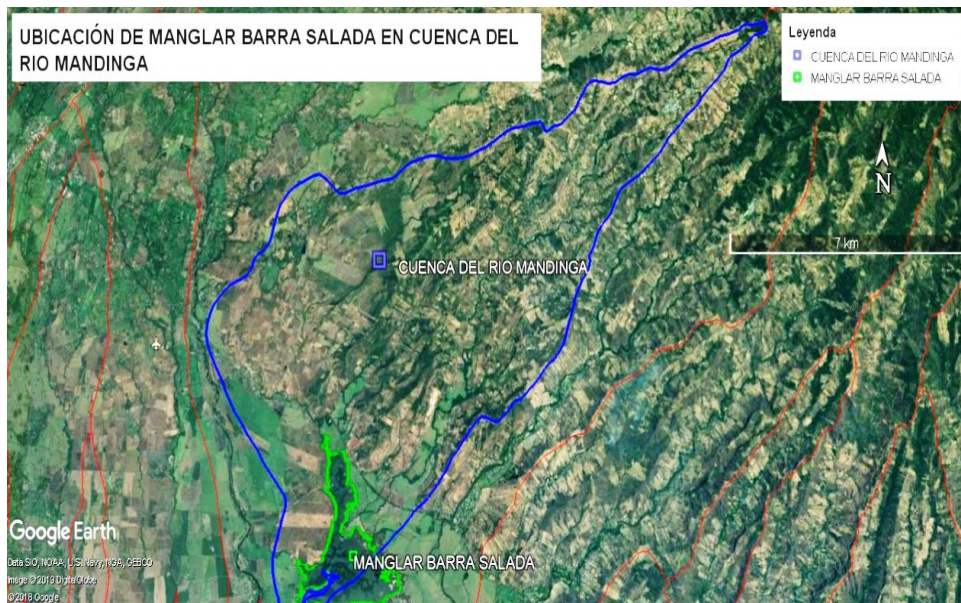 UBICACIÓN DE MANGLAR BARRA SALADA EN CUENCA DEL
RIO MANDINGA
Leyenda
CUENCA DEL RIO MANDINGA
MANGLAR BARRA SALADA
N
7 km
CUENCA DEL RIO MANDINGA
MANGLAR BARRA SALADA
Google Earth
Data SIO, NOAA, U.S. Navy, NGA, GEBCO
Image © 2019 DigitalGlobe
© 2018 Google